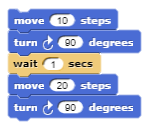 move 10 steps
turn ↻ 90 degrees
wait 1 secs
move 20 steps
turn ↻ 90 degrees